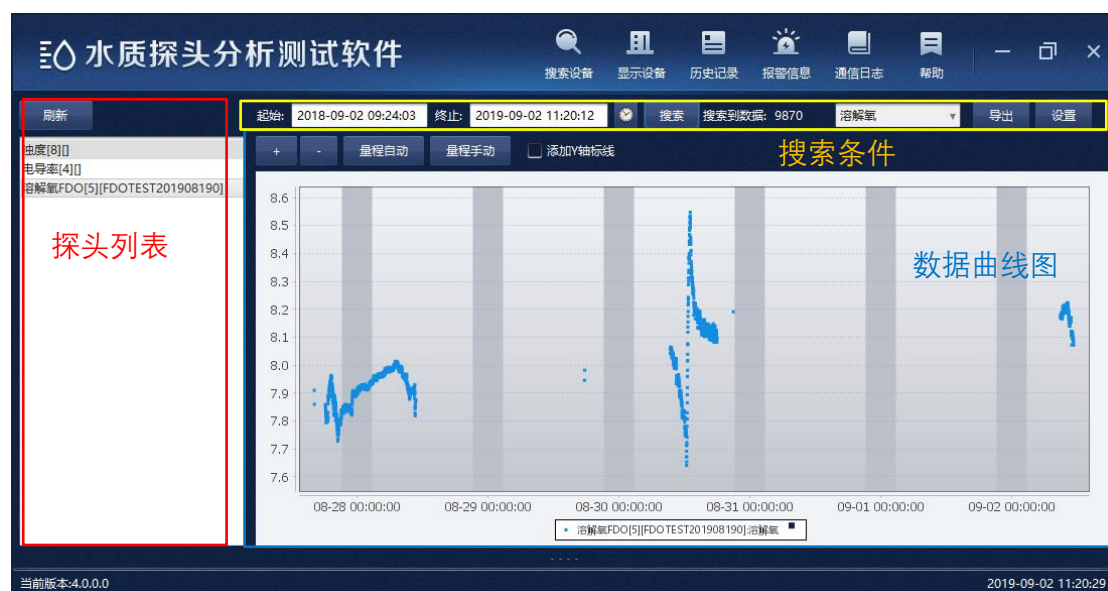 水质探头分析测试软件
搜索设备 显示设备 历史记录 报警信息 通信日志 帮助
刷新
起始: 2018-09-02 09:24:03 终止: 2019-09-02 11:20:12 搜索 搜索到数据: 9870 溶解氧 导出 设置
浊度[8][]
电导率[4][]
溶解氧FDO[5][FDOTEST201908190]
探头列表
+ - 量程自动 量程手动 添加Y轴标线
搜索条件
数据曲线图
8.6
8.5
8.4
8.3
8.2
8.1
8.0
7.9
7.8
7.7
7.6
08-28 00:00:00 08-29 00:00:00 08-30 00:00:00 08-31 00:00:00 09-01 00:00:00 09-02 00:00:00
溶解氧FDO[5][FDOTEST201908190]:溶解氧
当前版本:4.0.0.0
2019-09-02 11:20:29